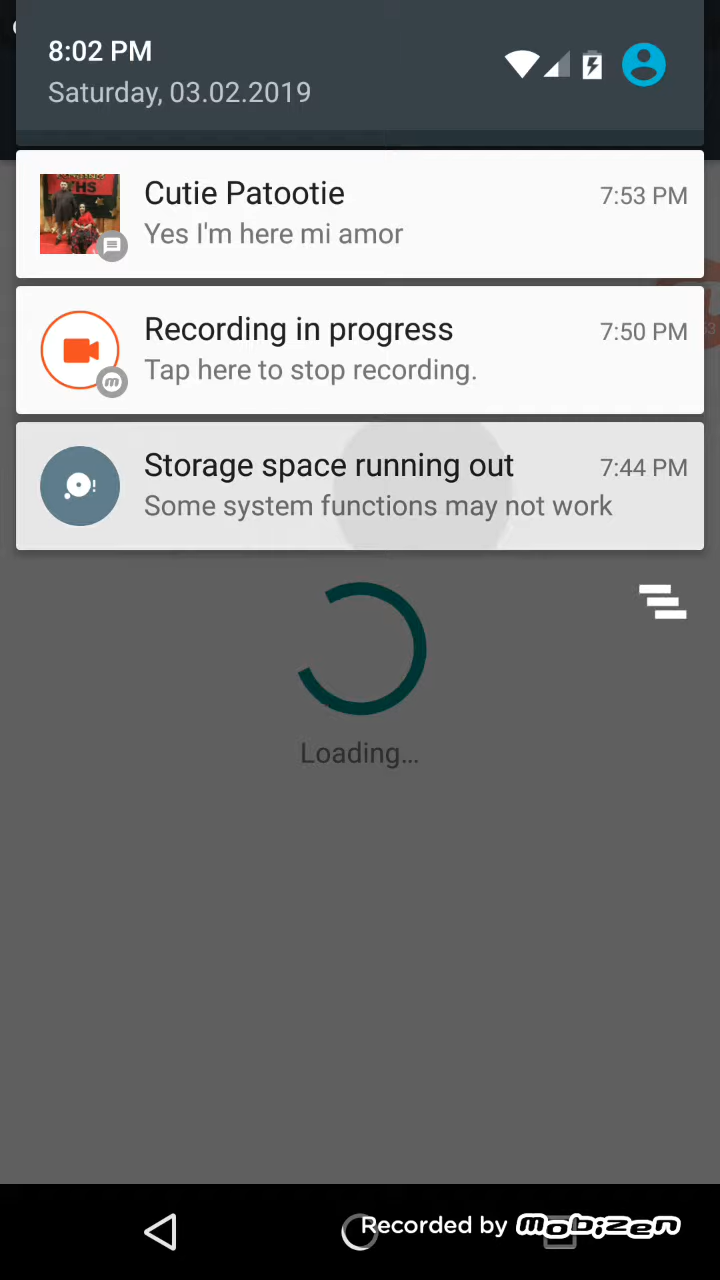 8:02 PM
Saturday, 03.02.2019
HS
Cutie Patootie 7:53 PM
Yes I'm here mi amor
Recording in progress 7:50 PM
Tap here to stop recording.
m
Storage space running out 7:44 PM
Some system functions may not work
Loading...
Recorded by mobizen